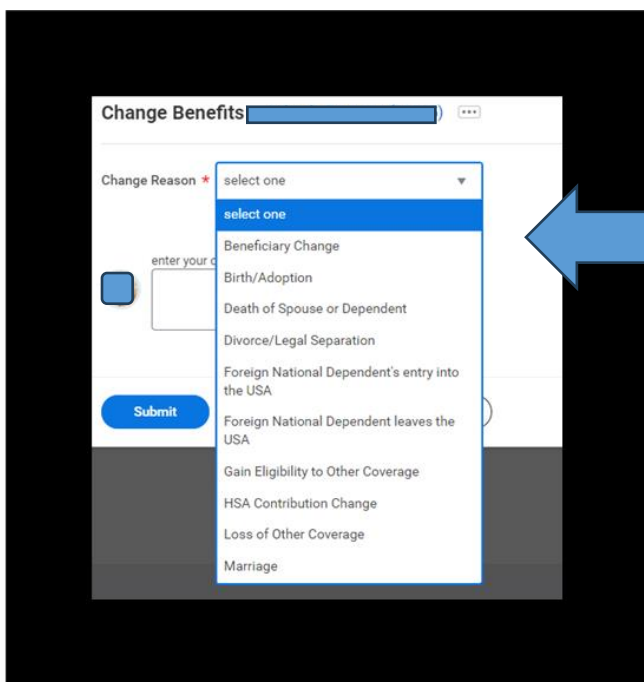 Change Benefits
Change Reason * select one
select one
Beneficiary Change
enter your
Birth/Adoption
Death of Spouse or Dependent
Divorce/Legal Separation
Foreign National Dependent's entry into
the USA
Submit
Foreign National Dependent leaves the
USA
Gain Eligibility to Other Coverage
HSA Contribution Change
Loss of Other Coverage
Marriage